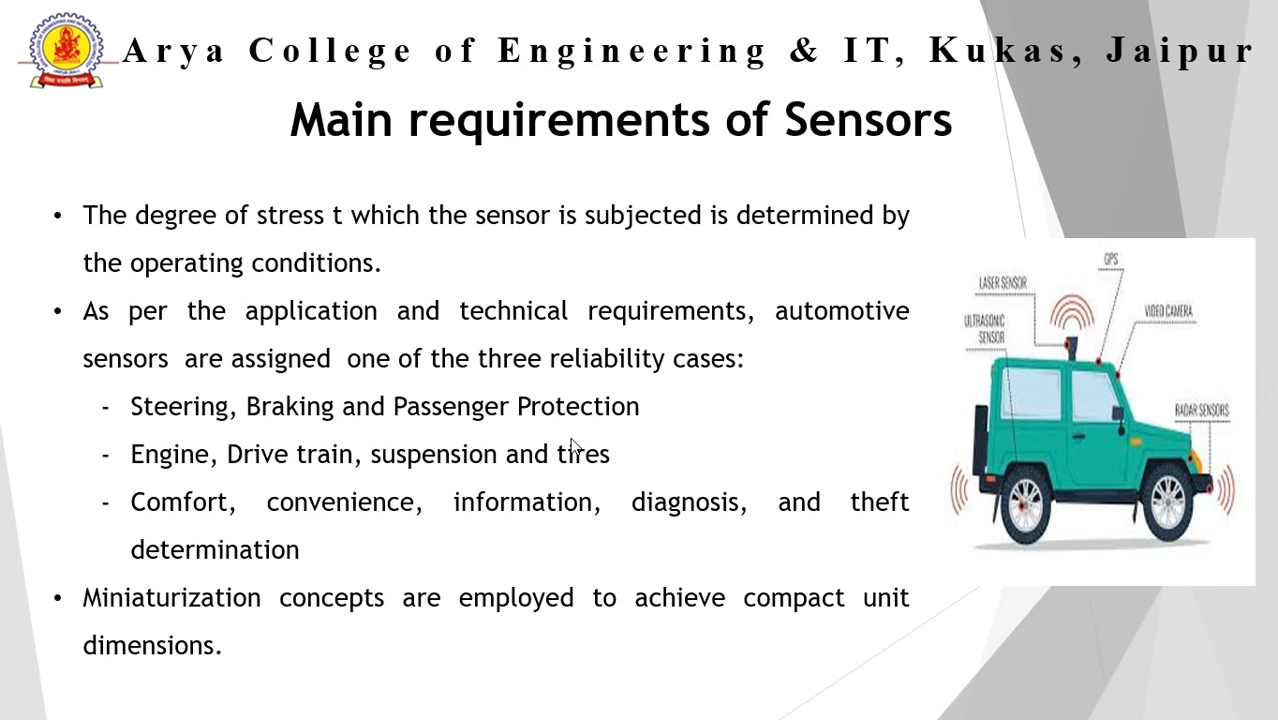 Arya College of Engineering & IT, Kukas, Jaipur
Main requirements of Sensors
• The degree of stress t which the sensor is subjected is determined by
the operating conditions.
• As per the application and technical requirements, automotive
sensors are assigned one of the three reliability cases:
- Steering, Braking and Passenger Protection
- Engine, Drive train, suspension and tires
- Comfort, convenience, information, diagnosis, and theft
determination
• Miniaturization concepts are employed to achieve compact unit
dimensions.
GPS
LASER SENSOR
VIDEO CAMERA
ULTRASONIC
SENSOR
RADAR SENSORS